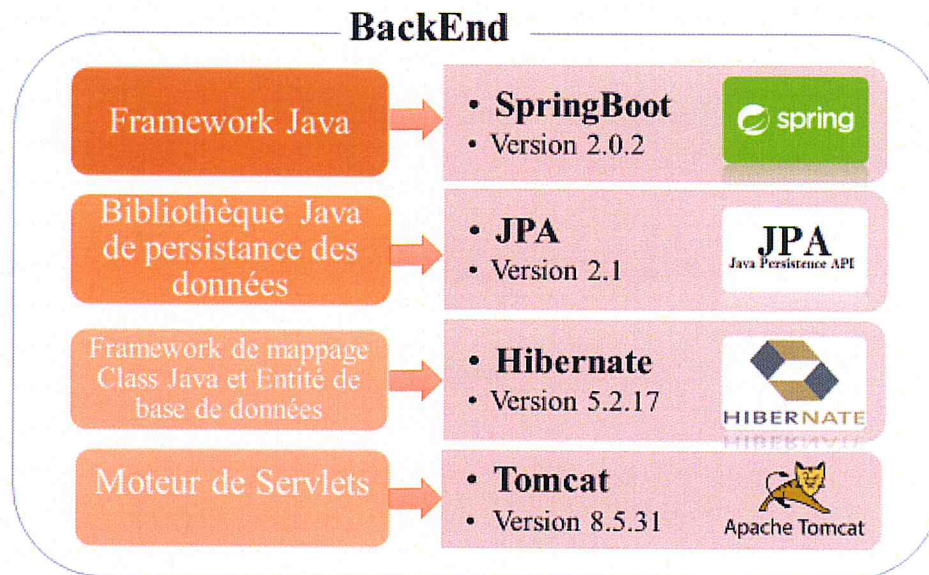 BackEnd
Framework Java
• SpringBoot
• Version 2.0.2
spring
Bibliothèque Java
de persistance des
données
• JPA
• Version 2.1
JPA
Java Persistence API
Framework de mappage
Class Java et Entité de
base de données
• Hibernate
• Version 5.2.17
HIBERNATE
Moteur de Servlets
• Tomcat
• Version 8.5.31
Apache Tomcat